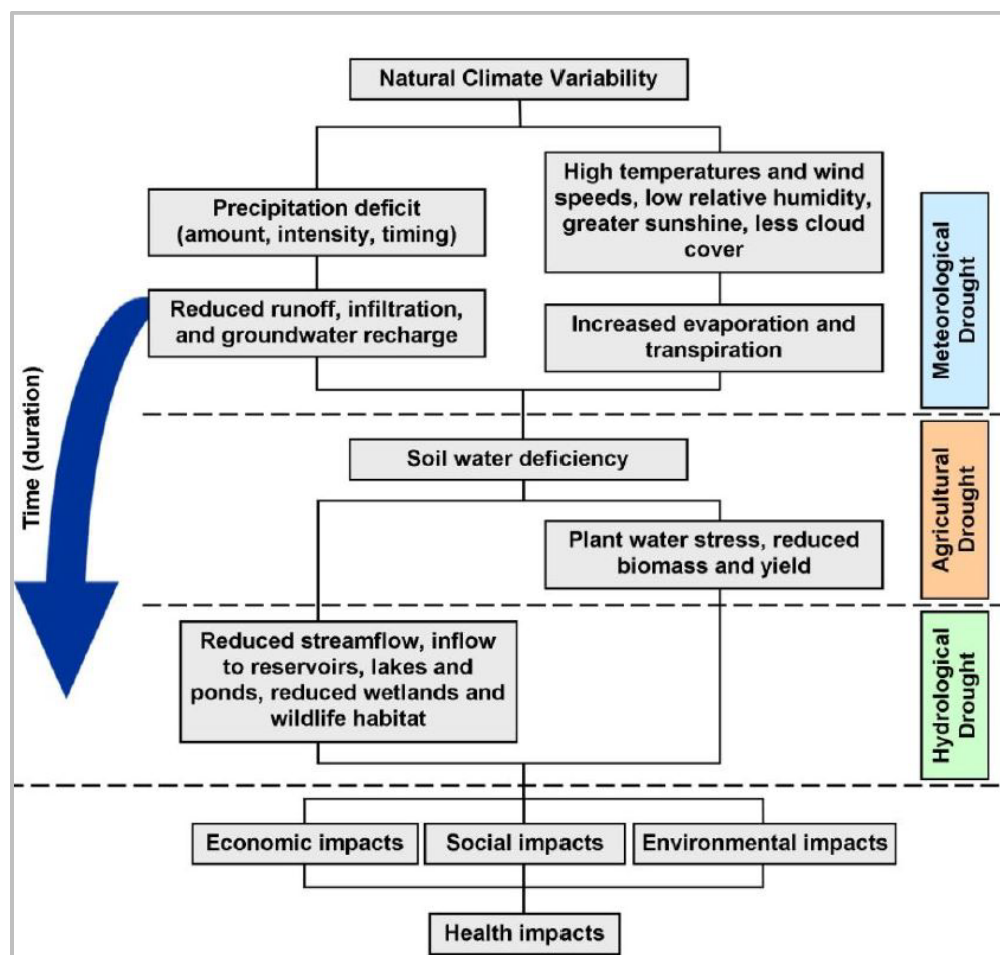 Natural Climate Variability
Precipitation deficit
(amount, intensity, timing)
High temperatures and wind
speeds, low relative humidity,
greater sunshine, less cloud
cover
Reduced runoff, infiltration,
and groundwater recharge
Increased evaporation and
transpiration
Meteorological
Drought
Time (duration)
Soil water deficiency
Plant water stress, reduced
biomass and yield
Agricultural
Drought
Reduced streamflow, inflow
to reservoirs, lakes and
ponds, reduced wetlands and
wildlife habitat
Hydrological
Drought
Economic impacts
Social impacts
Environmental impacts
Health impacts